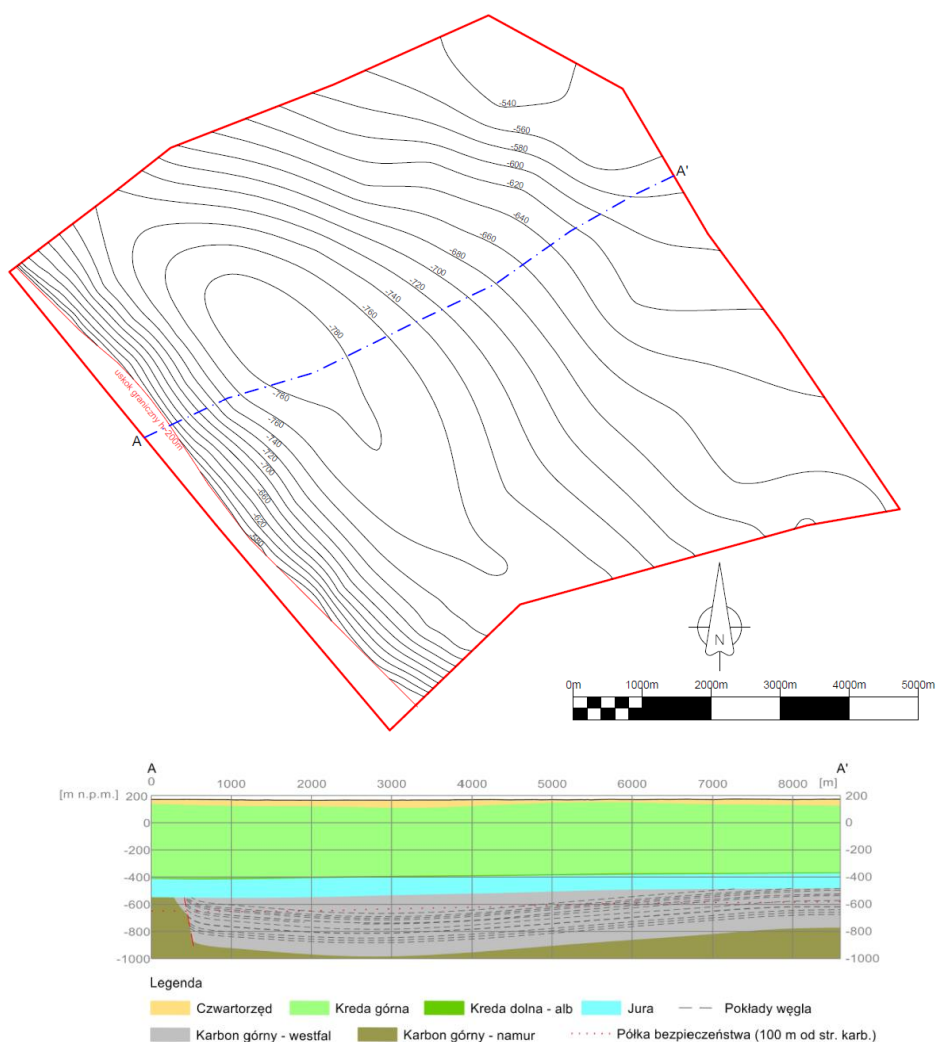 -540
-560
-580
-600
-620
A'
-640
-660
-680
-700
-720
-740
-760
-780
-780
-760
-740
-720
-700
-660
-620
-580
uskok graniczny h~200m
A
N
0m 1000m 2000m 3000m 4000m 5000m
A A'
0 1000 2000 3000 4000 5000 6000 7000 8000 [m]
[m n.p.m.]
200 200
0 0
-200 -200
-400 -400
-600 -600
-800 -800
-1000 -1000
Legenda
Czwartorzęd Kreda górna Kreda dolna - alb Jura Pokłady węgla
Karbon górny - westfal Karbon górny - namur Półka bezpieczeństwa (100 m od str. karb.)